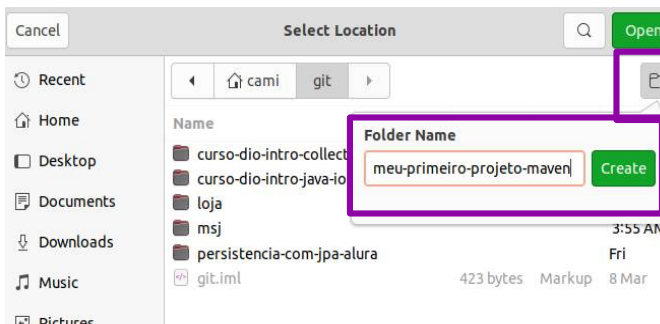 Cancel Select Location Open
Recent
cami git
Home
Name
Folder Name
Desktop
curso-dio-intro-collect
meu-primeiro-projeto-maven Create
curso-dio-intro-java-io
Documents
loja
msj 3:55 AM
Downloads
persistencia-com-jpa-alura Fri
Music
git.iml 423 bytes Markup 8 Mar
Pictures